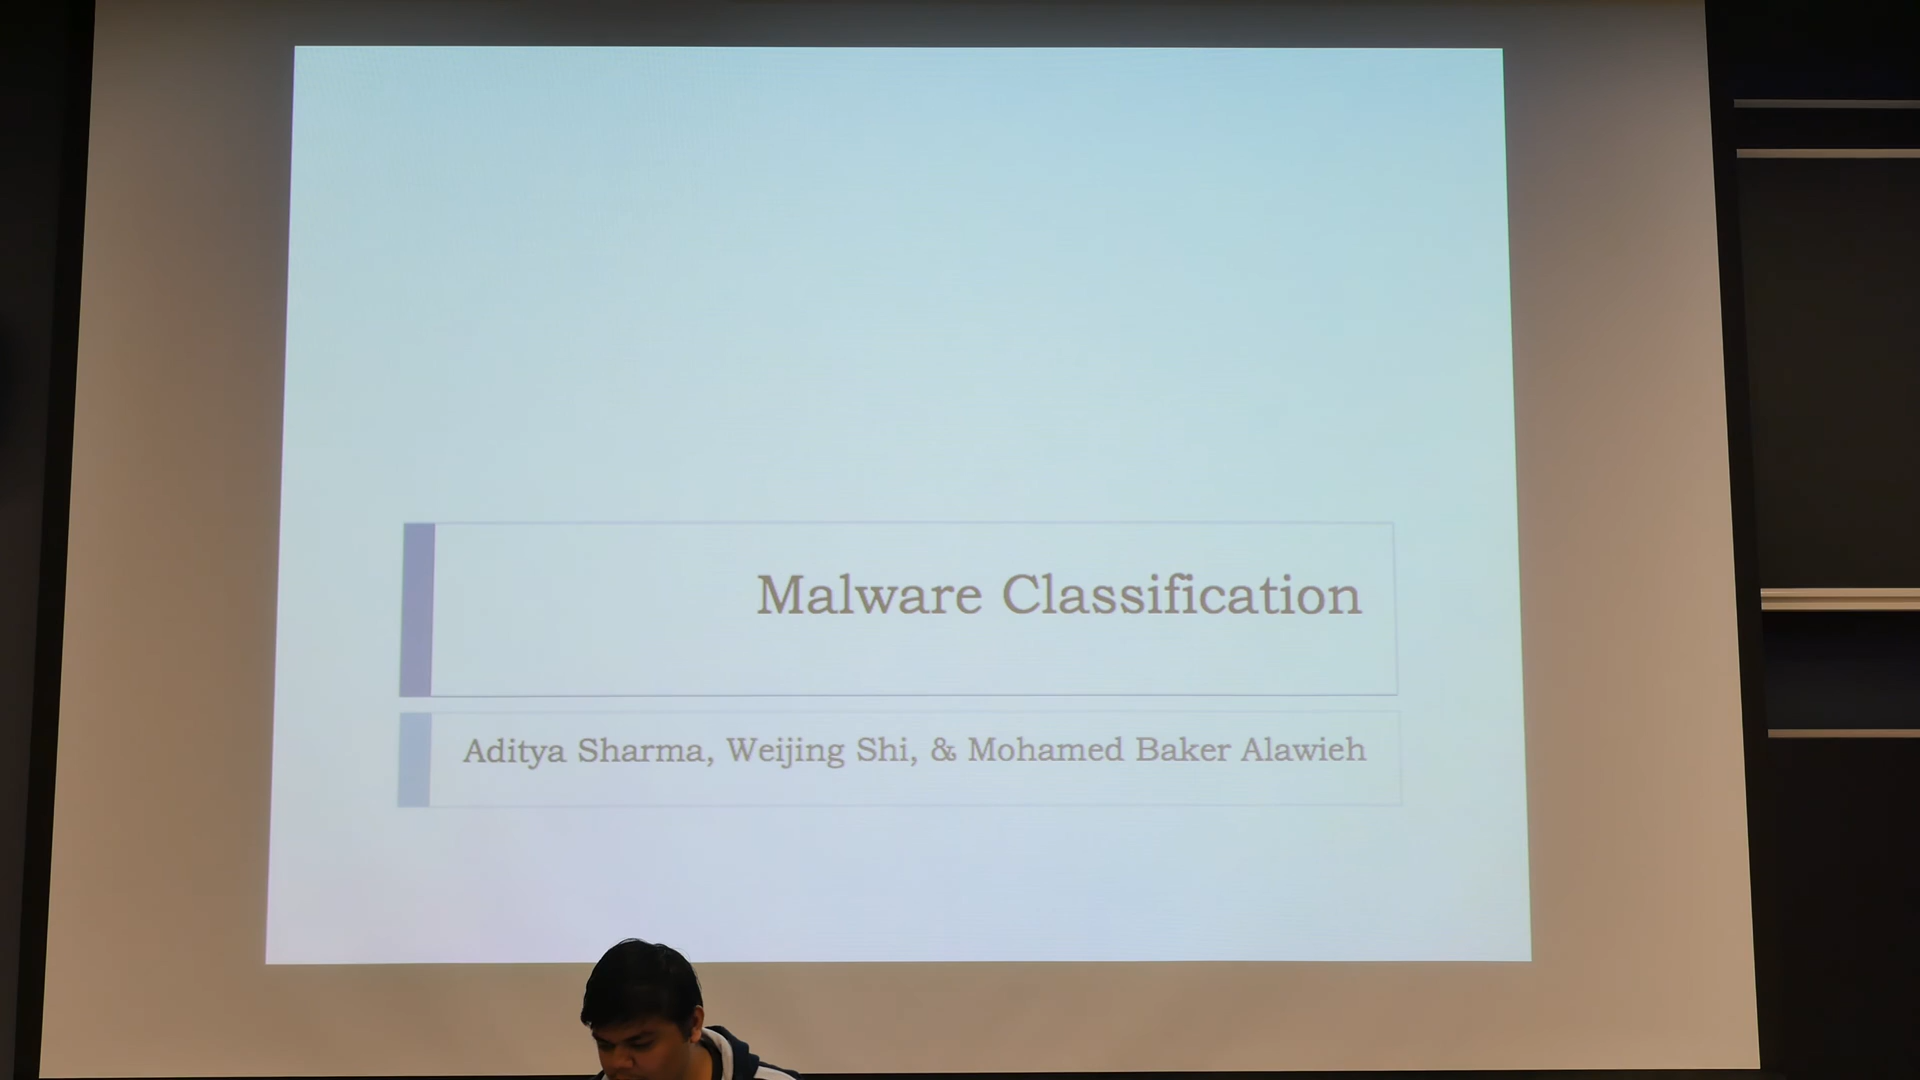 Malware Classification
Aditya Sharma, Weijing Shi, & Mohamed Baker Alawieh